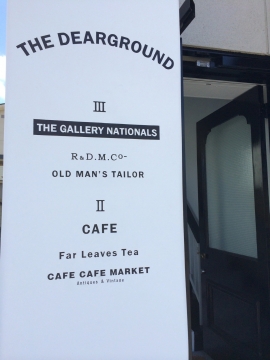 THE DEARGROUND
III
THE GALLERY NATIONALS
R&D.M.Co-
OLD MAN'S TAILOR
II
CAFE
Far Leaves Tea
CAFE CAFE MARKET
Antiques & Vintage